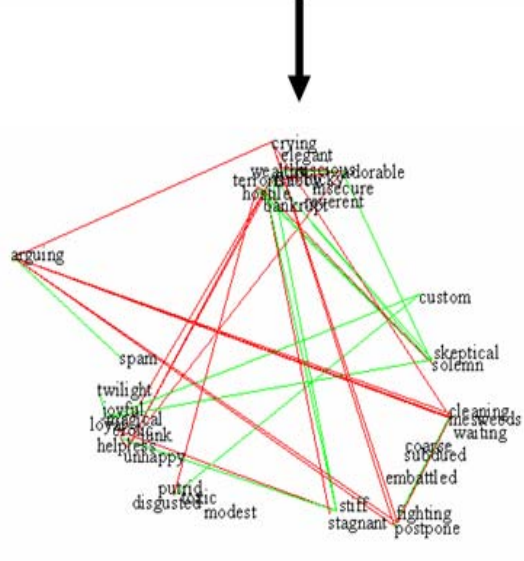 crying
elegant
adorable
hostile
bankrupt
insecure
arguing
custom
spam
skeptical
solemn
twilight
joyful
magical
helpless
unhappy
cleaning
waiting
coarse
subdued
embattled
putrid
disgusted
modest
stiff
stagnant
fighting
postpone